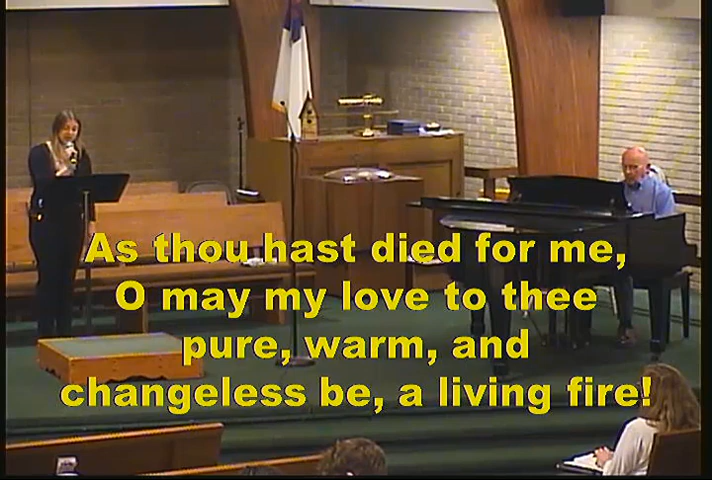 As thou hast died for me,
O may my love to thee
pure, warm, and
changeless be, a living fire!